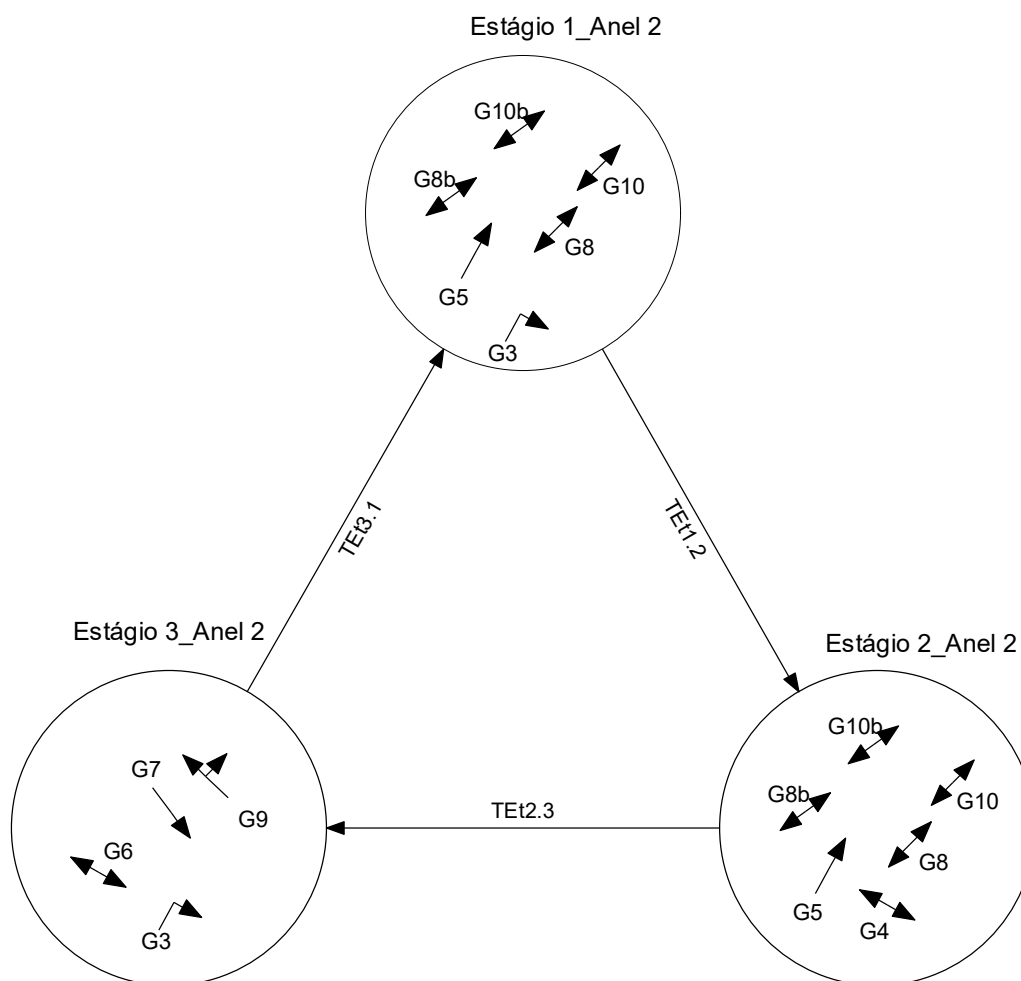 Estágio 1_Anel 2
G10b
G8b
G10
G8
G5
G3
TEt3.1
TEt1.2
Estágio 3_Anel 2
Estágio 2_Anel 2
G7
G9
G6
G3
TEt2.3
G10b
G8b
G10
G8
G5
G4